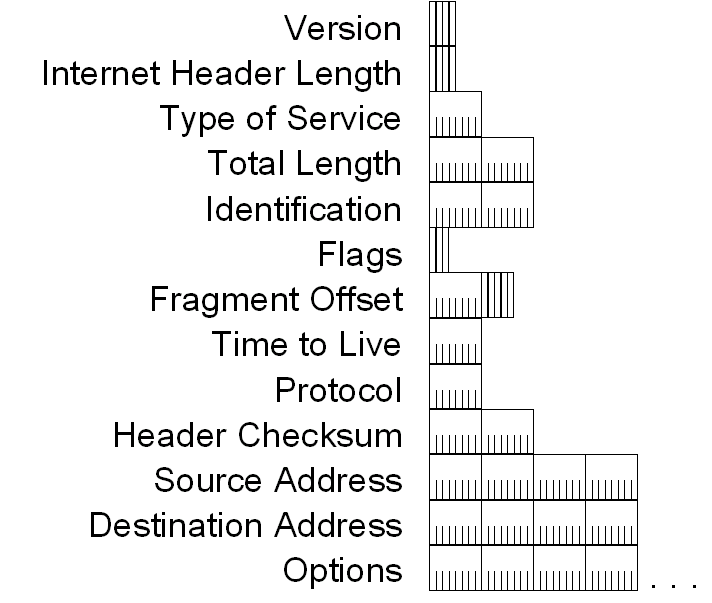 Version
Internet Header Length
Type of Service
Total Length
Identification
Flags
Fragment Offset
Time to Live
Protocol
Header Checksum
Source Address
Destination Address
Options . . .